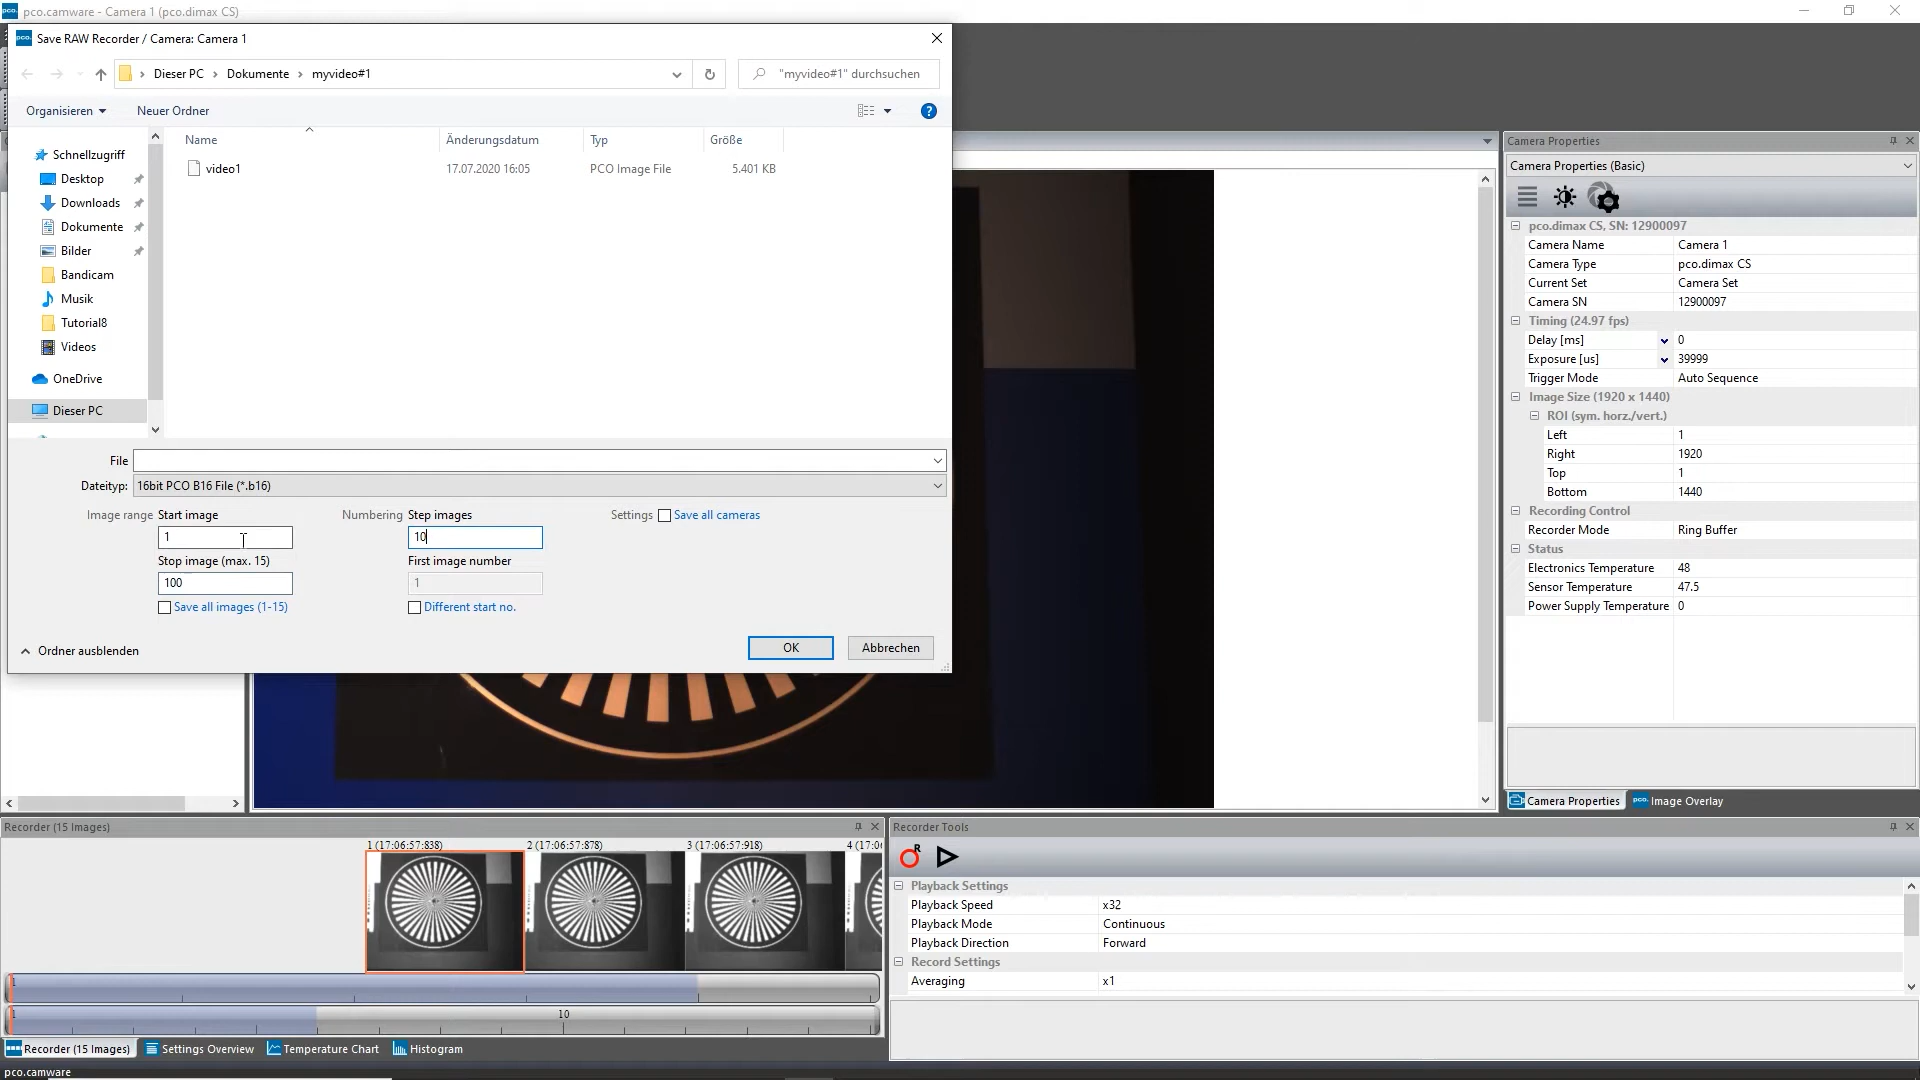 pco.camware - Camera 1 (pco.dimax CS)
pco. Save RAW Recorder / Camera: Camera 1
Dieser PC › Dokumente › myvideo#1
"myvideo#1" durchsuchen
Organisieren Neuer Ordner
Name Änderungsdatum Typ Größe
video1 17.07.2020 16:05 PCO Image File 5.401 KB
Schnellzugriff
Desktop
Downloads
Dokumente
Bilder
Bandicam
Musik
Tutorial8
Videos
OneDrive
Dieser PC
File
Dateityp: 16bit PCO B16 File (*.b16)
Image range Start image Numbering Step images Settings Save all cameras
1 10
Stop image (max. 15) First image number
100 1
Save all images (1-15) Different start no.
Ordner ausblenden OK Abbrechen
Camera Properties
Camera Properties (Basic)
pco.dimax CS, SN: 12900097
Camera Name Camera 1
Camera Type pco.dimax CS
Current Set Camera Set
Camera SN 12900097
Timing (24.97 fps)
Delay [ms] 0
Exposure [us] 39999
Trigger Mode Auto Sequence
Image Size (1920 x 1440)
ROI (sym. horz./vert.)
Left 1
Right 1920
Top 1
Bottom 1440
Recording Control
Recorder Mode Ring Buffer
Status
Electronics Temperature 48
Sensor Temperature 47.5
Power Supply Temperature 0
Camera Properties pco. Image Overlay
Recorder (15 Images)
1 (17:06:57:838) 2 (17:06:57:878) 3 (17:06:57:918) 4 (17:0
1
1 10
Recorder (15 Images) Settings Overview Temperature Chart Histogram
Recorder Tools
R
Playback Settings
Playback Speed x32
Playback Mode Continuous
Playback Direction Forward
Record Settings
Averaging x1
pco.camware